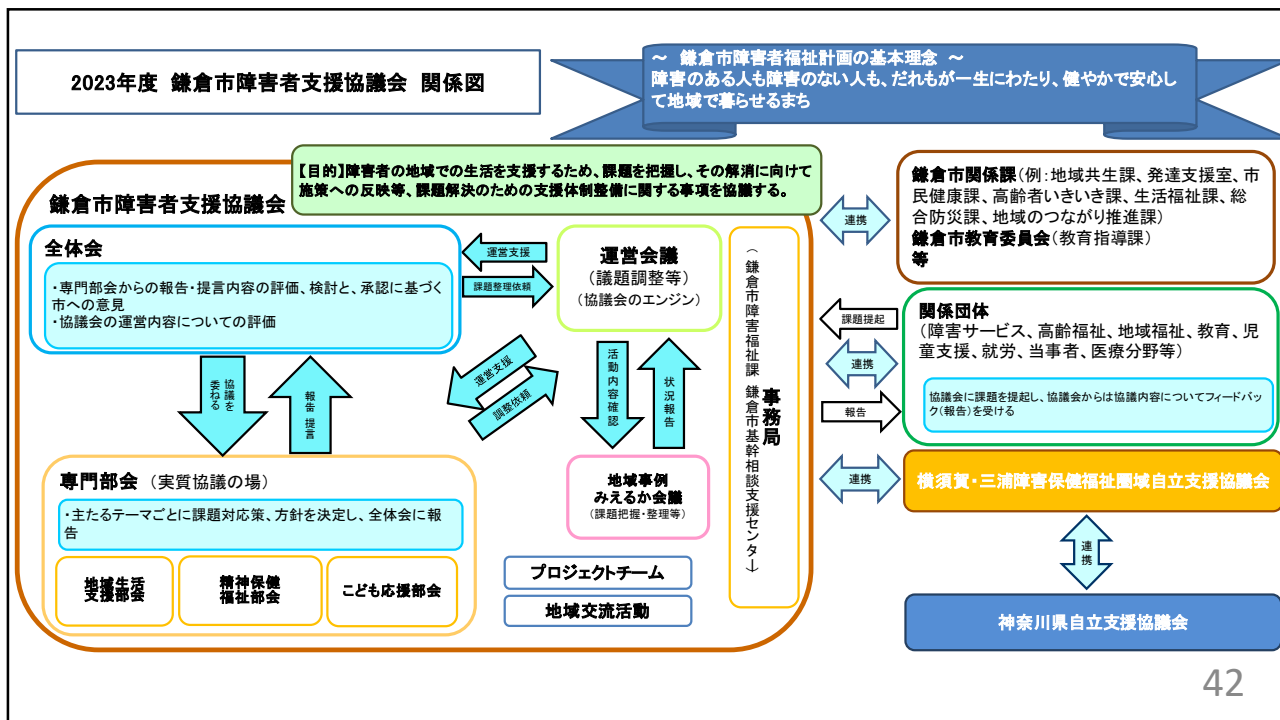 2023年度 鎌倉市障害者支援協議会 関係図
～ 鎌倉市障害者福祉計画の基本理念 ～
障害のある人も障害のない人も、だれもが一生にわたり、健やかで安心し
て地域で暮らせるまち
【目的】障害者の地域での生活を支援するため、課題を把握し、その解消に向けて
施策への反映等、課題解決のための支援体制整備に関する事項を協議する。
鎌倉市障害者支援協議会
全体会
・専門部会からの報告・提言内容の評価、検討と、承認に基づく
市への意見
・協議会の運営内容についての評価
運営支援
課題整理依頼
運営会議
(議題調整等)
(協議会のエンジン)
協議を
委ねる
報告・提言
運営支援
調整依頼
活動内容確認
状況報告
専門部会 (実質協議の場)
・主たるテーマごとに課題対応策、方針を決定し、全体会に報
告
地域生活
支援部会
精神保健
福祉部会
こども応援部会
地域事例
みえるか会議
(課題把握・整理等)
プロジェクトチーム
地域交流活動
事務局
(鎌倉市障害福祉課 鎌倉市基幹相談支援センター)
連携
鎌倉市関係課(例:地域共生課、発達支援室、市
民健康課、高齢者いきいき課、生活福祉課、総
合防災課、地域のつながり推進課)
鎌倉市教育委員会(教育指導課)
等
課題提起
連携
報告
関係団体
(障害サービス、高齢福祉、地域福祉、教育、児
童支援、就労、当事者、医療分野等)
協議会に課題を提起し、協議会からは協議内容についてフィードバッ
ク(報告)を受ける
連携
横須賀・三浦障害保健福祉圏域自立支援協議会
連携
神奈川県自立支援協議会
42